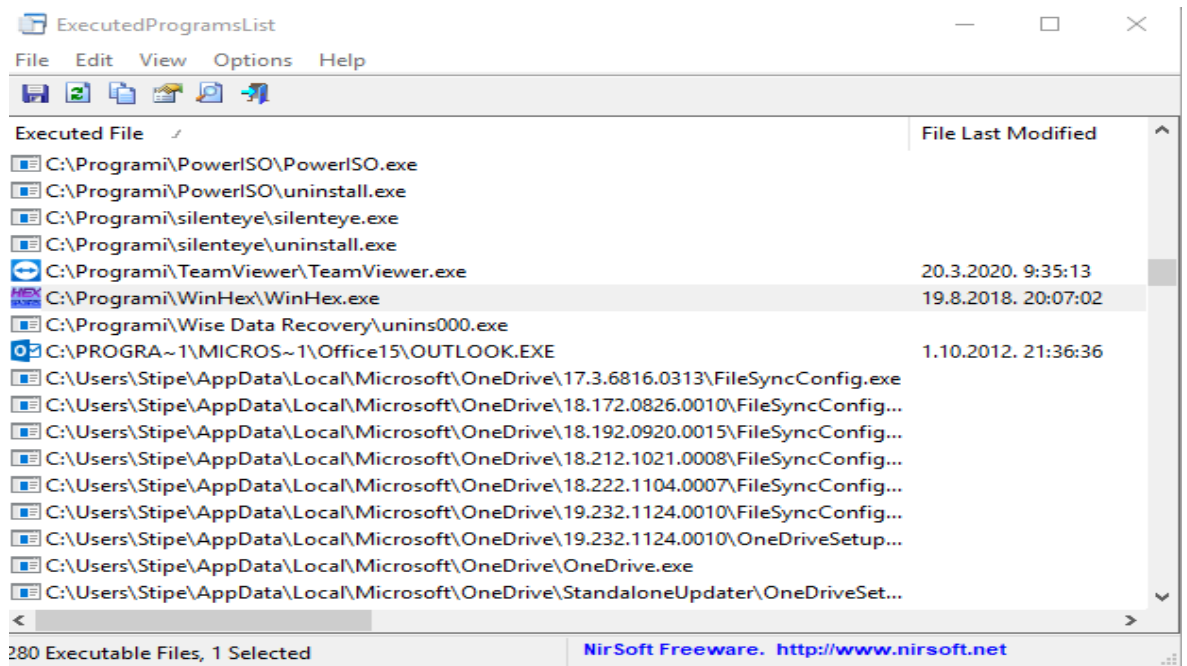 ExecutedProgramsList
File Edit View Options Help
Executed File File Last Modified
C:\Programi\PowerISO\PowerISO.exe
C:\Programi\PowerISO\uninstall.exe
C:\Programi\silenteye\silenteye.exe
C:\Programi\silenteye\uninstall.exe
C:\Programi\TeamViewer\TeamViewer.exe 20.3.2020. 9:35:13
HEX C:\Programi\WinHex\WinHex.exe 19.8.2018. 20:07:02
C:\Programi\Wise Data Recovery\unins000.exe
C:\PROGRA~1\MICROS~1\Office15\OUTLOOK.EXE 1.10.2012. 21:36:36
C:\Users\Stipe\AppData\Local\Microsoft\OneDrive\17.3.6816.0313\FileSyncConfig.exe
C:\Users\Stipe\AppData\Local\Microsoft\OneDrive\18.172.0826.0010\FileSyncConfig...
C:\Users\Stipe\AppData\Local\Microsoft\OneDrive\18.192.0920.0015\FileSyncConfig...
C:\Users\Stipe\AppData\Local\Microsoft\OneDrive\18.212.1021.0008\FileSyncConfig...
C:\Users\Stipe\AppData\Local\Microsoft\OneDrive\18.222.1104.0007\FileSyncConfig...
C:\Users\Stipe\AppData\Local\Microsoft\OneDrive\19.232.1124.0010\FileSyncConfig...
C:\Users\Stipe\AppData\Local\Microsoft\OneDrive\19.232.1124.0010\OneDriveSetup...
C:\Users\Stipe\AppData\Local\Microsoft\OneDrive\OneDrive.exe
C:\Users\Stipe\AppData\Local\Microsoft\OneDrive\StandaloneUpdater\OneDriveSet...
280 Executable Files, 1 Selected NirSoft Freeware. http://www.nirsoft.net